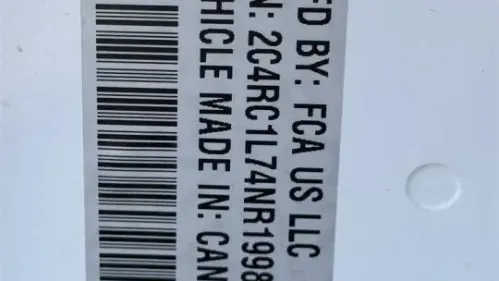 FD BY: FCA US LLC
N: 2C4RC1L74NR1998
HICLE MADE IN: CAN